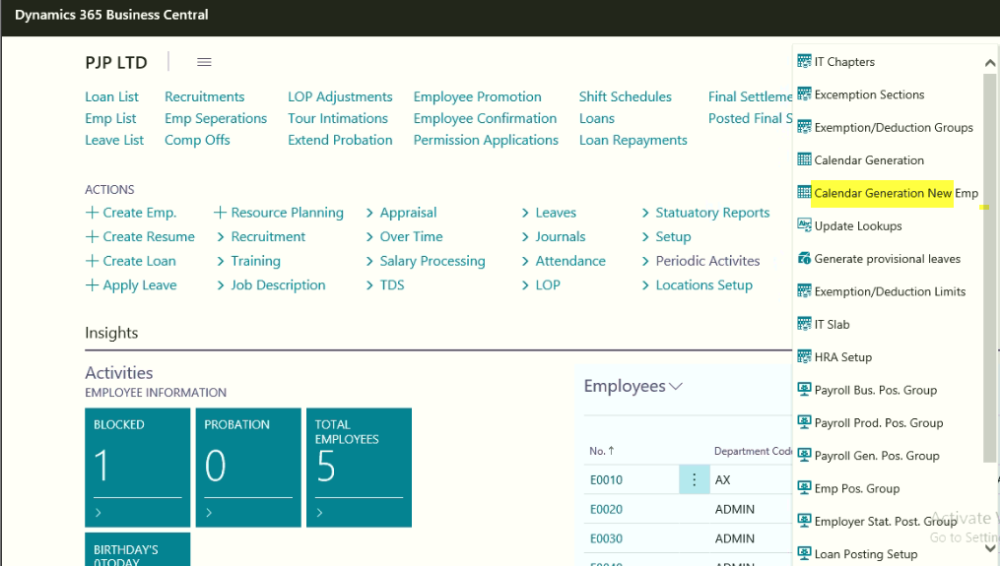 Dynamics 365 Business Central
PJP LTD
Loan List Recruitments LOP Adjustments Employee Promotion Shift Schedules Final Settleme
Emp List Emp Seperations Tour Intimations Employee Confirmation Loans Posted Final S
Leave List Comp Offs Extend Probation Permission Applications Loan Repayments
ACTIONS
+ Create Emp. + Resource Planning > Appraisal > Leaves > Statuatory Reports
+ Create Resume > Recruitment > Over Time > Journals > Setup
+ Create Loan > Training > Salary Processing > Attendance > Periodic Activites
+ Apply Leave > Job Description > TDS > LOP > Locations Setup
Insights
Activities
EMPLOYEE INFORMATION
BLOCKED
1
PROBATION
0
TOTAL
EMPLOYEES
5
BIRTHDAY'S
0TODAY
Employees
No. ↑ Department Code
E0010 AX
E0020 ADMIN
E0030 ADMIN
E0040 ADMIN
IT Chapters
Excemption Sections
Exemption/Deduction Groups
Calendar Generation
Calendar Generation New Emp
Update Lookups
Generate provisional leaves
Exemption/Deduction Limits
IT Slab
HRA Setup
Payroll Bus. Pos. Group
Payroll Prod. Pos. Group
Payroll Gen. Pos. Group
Emp Pos. Group
Employer Stat. Post. Group
Loan Posting Setup
Activate W
Go to Settin